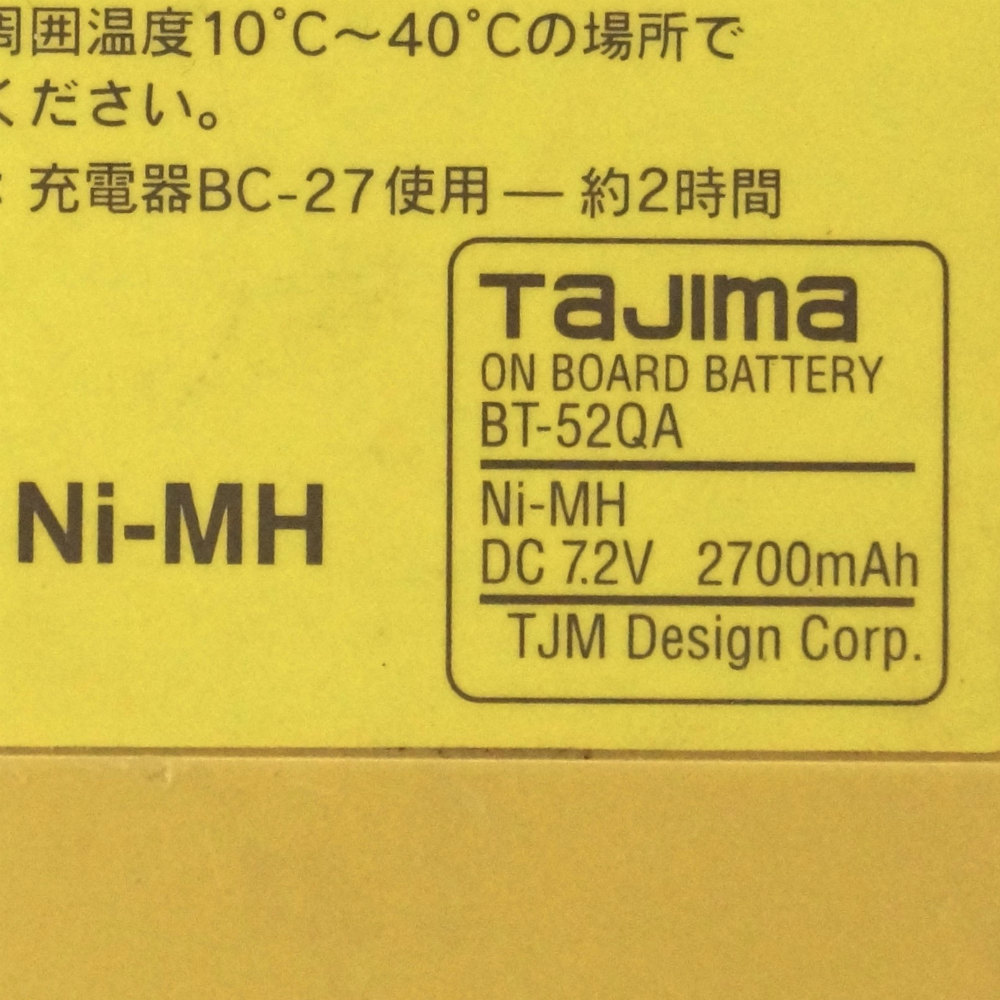 周囲温度10°C～40°Cの場所で
ください。
: 充電器BC-27使用 — 約2時間
TaJIma
ON BOARD BATTERY
BT-52QA
Ni-MH
Ni-MH
DC 7.2V 2700mAh
TJM Design Corp.